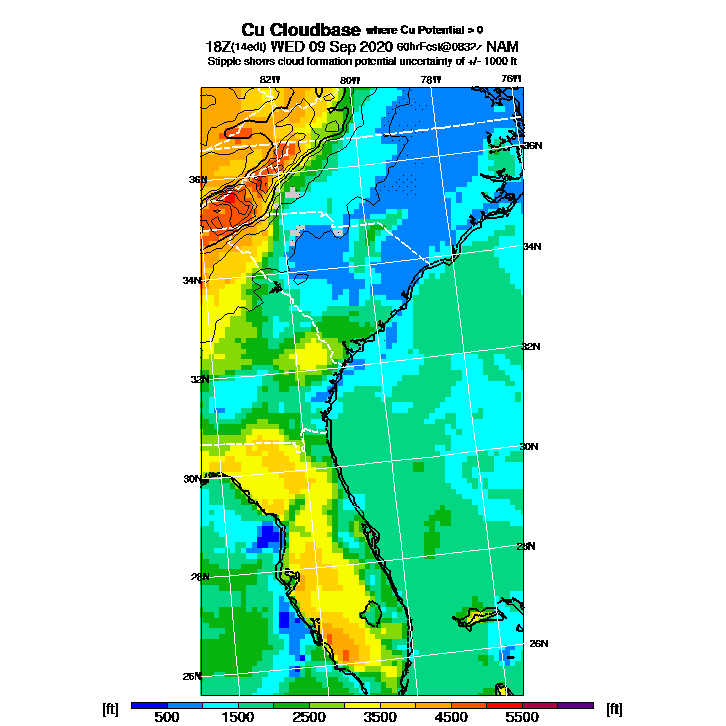 Cu Cloudbase where Cu Potential > 0
18Z(14edt) WED 09 Sep 2020 60hrFcst@0832z NAM
Stipple shows cloud formation potential uncertainty of +/- 1000 ft
82W 80W 78W 76W
36N
36N
34N
34N
32N
32N
30N
30N
28N
28N
26N
26N
[ft] 500 1500 2500 3500 4500 5500 [ft]